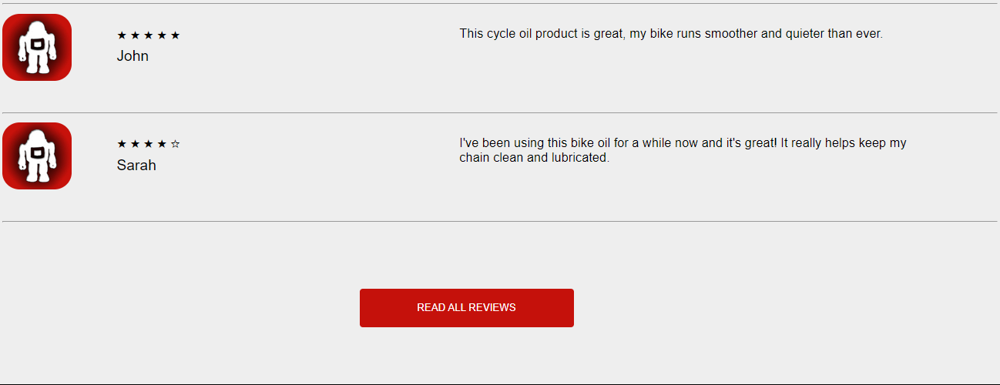 ★ ★ ★ ★ ★
John
This cycle oil product is great, my bike runs smoother and quieter than ever.
★ ★ ★ ★ ☆
Sarah
I've been using this bike oil for a while now and it's great! It really helps keep my
chain clean and lubricated.
READ ALL REVIEWS